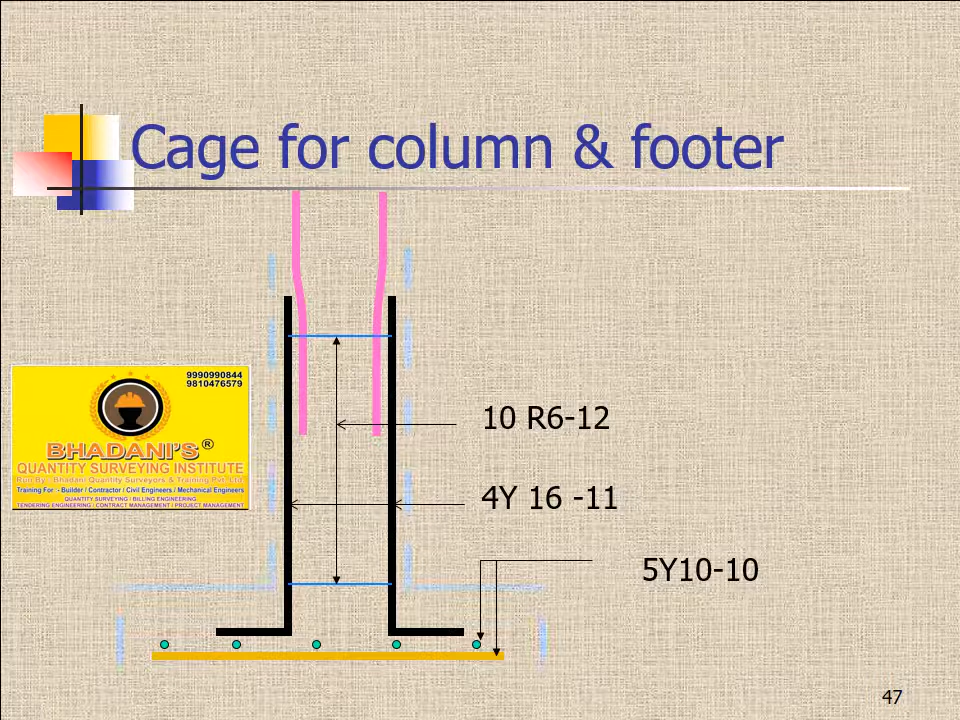 Cage for column & footer
9990990844
9810476579
BHADANI'S®
QUANTITY SURVEYING INSTITUTE
Run By : Bhadani Quantity Surveyors & Training Pvt. Ltd.
Training For :- Builder / Contractor / Civil Engineers / Mechanical Engineers
QUANTITY SURVEYING / BILLING ENGINEERING
TENDERING ENGINEERING / CONTRACT MANAGEMENT / PROJECT MANAGEMENT
10 R6-12
4Y 16 -11
5Y10-10
47